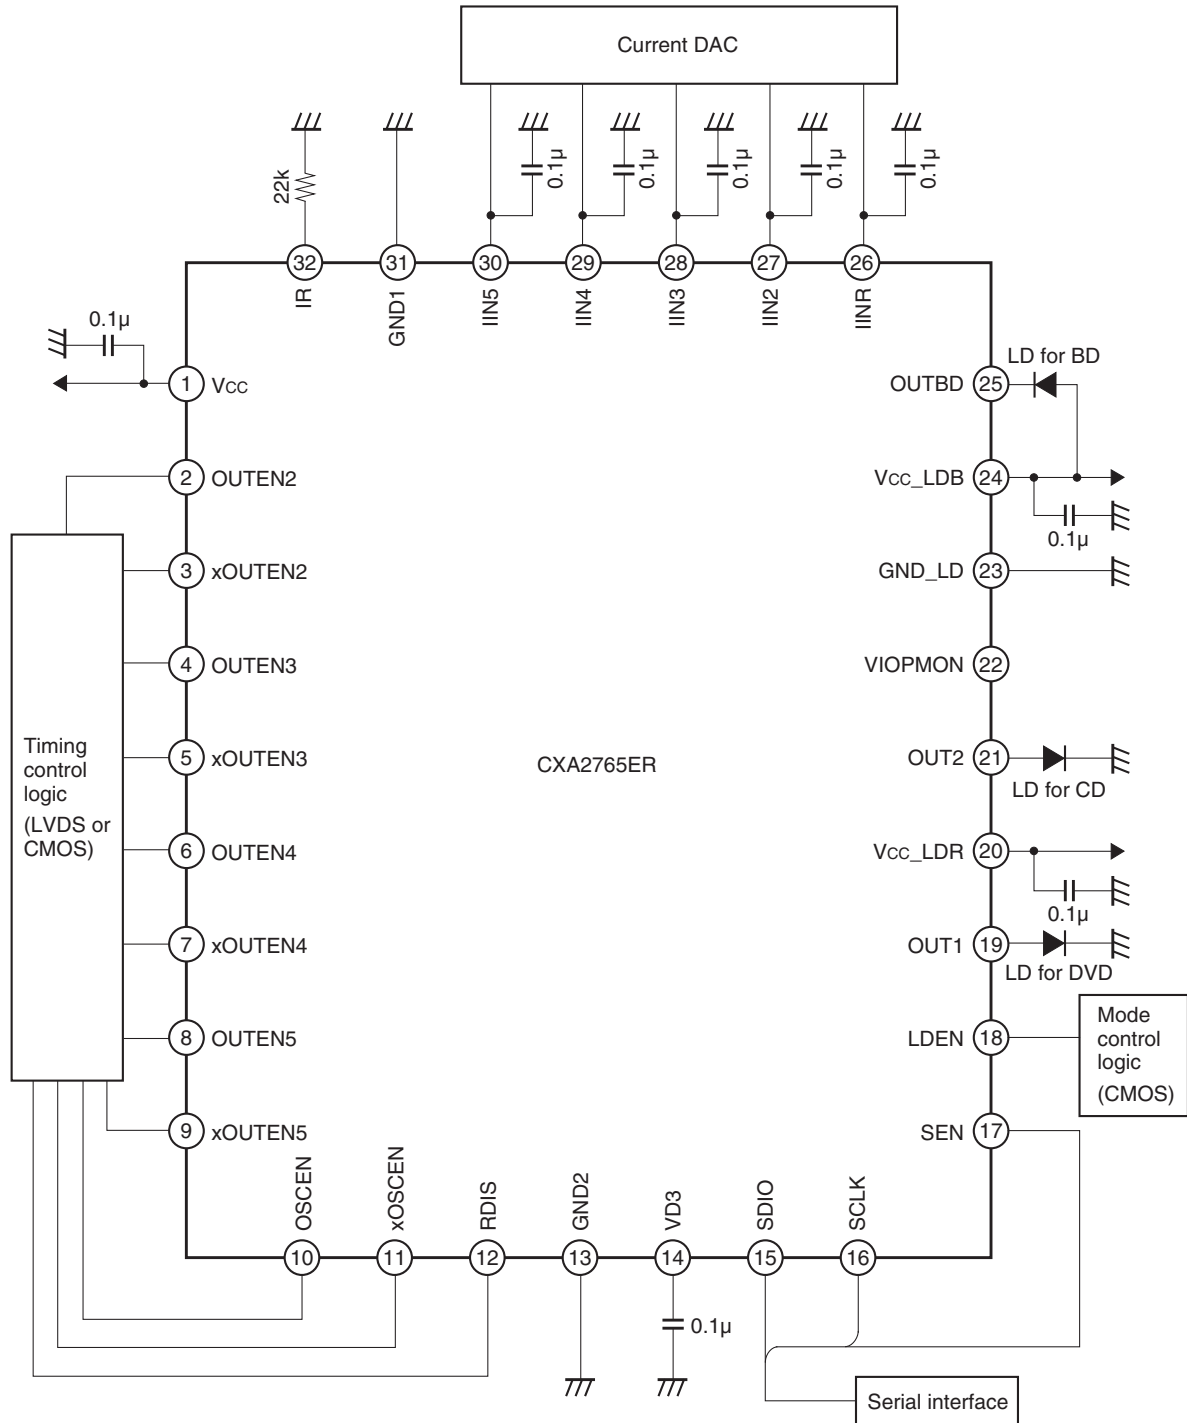 Current DAC
22k
0.1μ
0.1μ
0.1μ
0.1μ
0.1μ
32
31
30
29
28
27
26
IR
GND1
IIN5
IIN4
IIN3
IIN2
IINR
0.1μ
1
VCC
2
OUTEN2
3
xOUTEN2
4
OUTEN3
5
xOUTEN3
6
OUTEN4
7
xOUTEN4
8
OUTEN5
9
xOUTEN5
Timing
control
logic
(LVDS or
CMOS)
CXA2765ER
LD for BD
OUTBD
25
VCC_LDB
24
0.1μ
GND_LD
23
VIOPMON
22
OUT2
21
LD for CD
VCC_LDR
20
0.1μ
OUT1
19
LD for DVD
LDEN
18
Mode
control
logic
(CMOS)
SEN
17
OSCEN
xOSCEN
RDIS
GND2
VD3
SDIO
SCLK
10
11
12
13
14
15
16
0.1μ
Serial interface